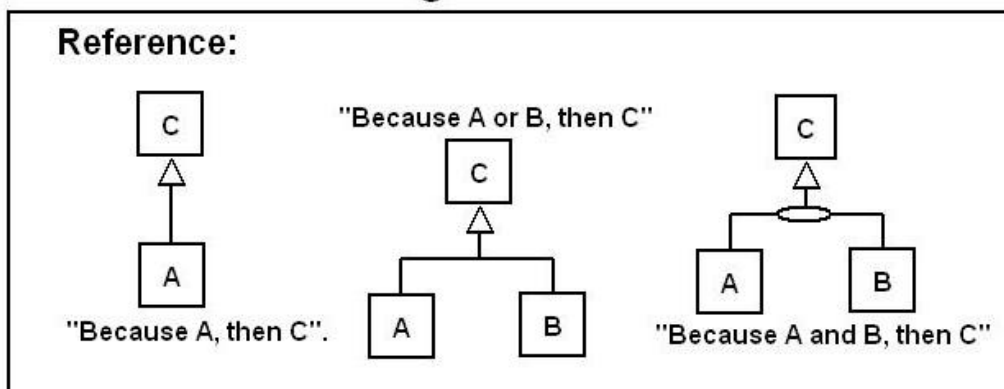 Reference:
C
A
"Because A, then C".
"Because A or B, then C"
C
A
B
C
A
B
"Because A and B, then C"